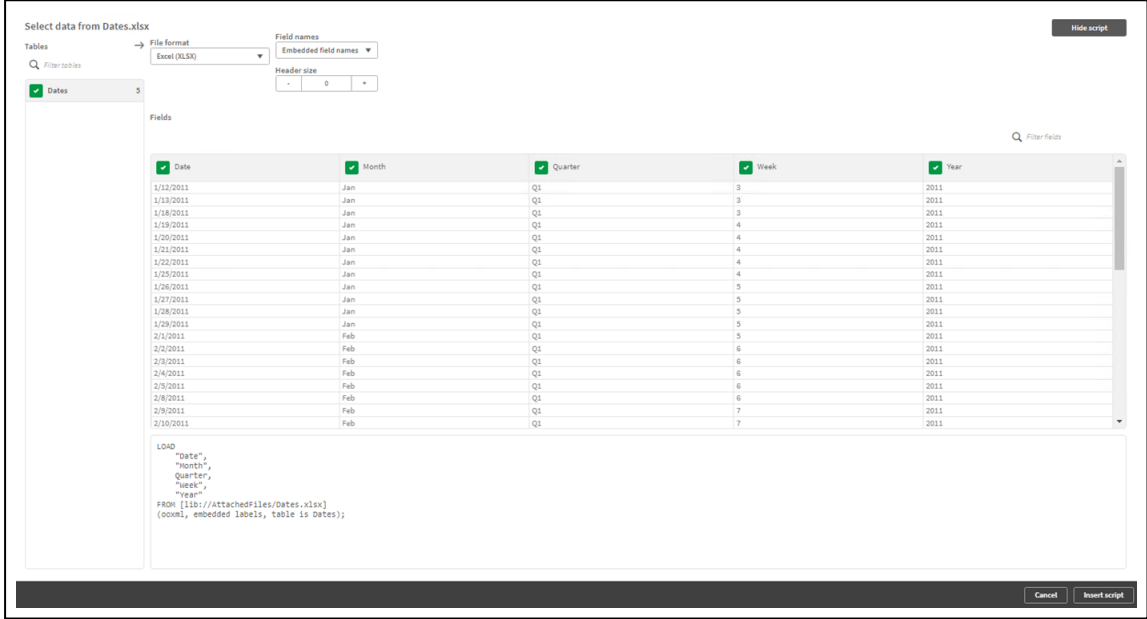 Select data from Dates.xlsx
Hide script
Tables
File format
Field names
Excel (XLSX)
Embedded field names
Filter tables
Header size
- 0 +
Dates 5
Fields
Filter fields
Date Month Quarter Week Year
1/12/2011 Jan Q1 3 2011
1/13/2011 Jan Q1 3 2011
1/18/2011 Jan Q1 3 2011
1/19/2011 Jan Q1 4 2011
1/20/2011 Jan Q1 4 2011
1/21/2011 Jan Q1 4 2011
1/22/2011 Jan Q1 4 2011
1/25/2011 Jan Q1 4 2011
1/26/2011 Jan Q1 5 2011
1/27/2011 Jan Q1 5 2011
1/28/2011 Jan Q1 5 2011
1/29/2011 Jan Q1 5 2011
2/1/2011 Feb Q1 5 2011
2/2/2011 Feb Q1 6 2011
2/3/2011 Feb Q1 6 2011
2/4/2011 Feb Q1 6 2011
2/5/2011 Feb Q1 6 2011
2/8/2011 Feb Q1 6 2011
2/9/2011 Feb Q1 7 2011
2/10/2011 Feb Q1 7 2011
LOAD
"Date",
"Month",
Quarter,
"Week",
"Year"
FROM [lib://AttachedFiles/Dates.xlsx]
(ooxml, embedded labels, table is Dates);
Cancel
Insert script